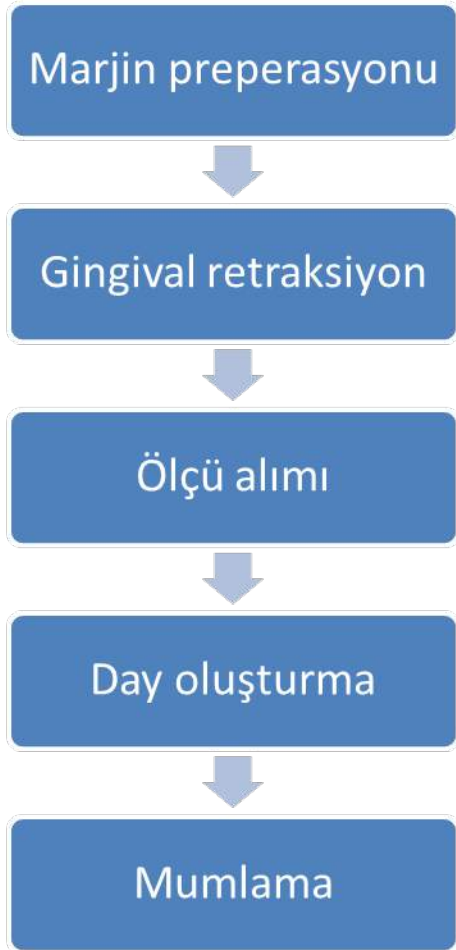 Marjin preperasyonu
Gingival retraksiyon
Ölçü alımı
Day oluşturma
Mumlama